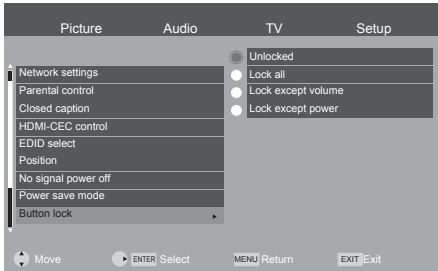 Picture Audio TV Setup
Network settings
Parental control
Closed caption
HDMI-CEC control
EDID select
Position
No signal power off
Power save mode
Button lock
Unlocked
Lock all
Lock except volume
Lock except power
Move ENTER Select MENU Return EXIT Exit